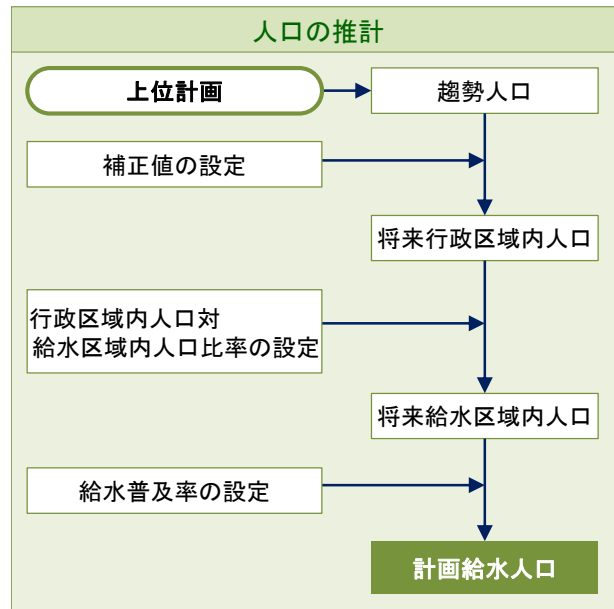 人口の推計
上位計画
趨勢人口
補正値の設定
将来行政区域内人口
行政区域内人口対
給水区域内人口比率の設定
将来給水区域内人口
給水普及率の設定
計画給水人口